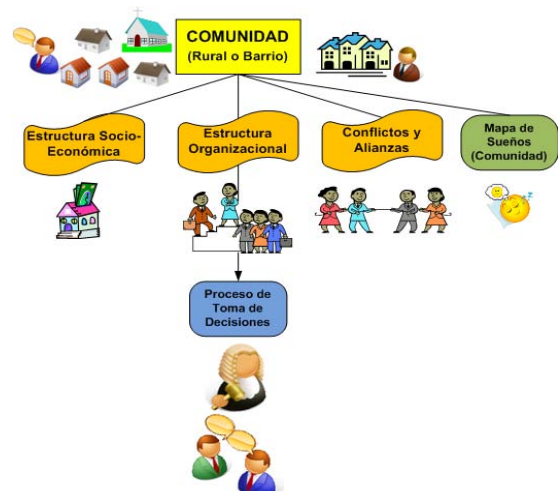 COMUNIDAD
(Rural o Barrio)
Estructura Socio-
Económica
Estructura
Organizacional
Conflictos y
Alianzas
Mapa de
Sueños
(Comunidad)
Proceso de
Toma de
Decisiones